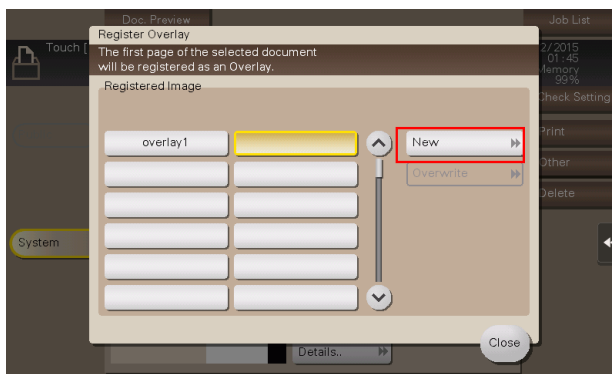 Doc. Preview
Job List
Register Overlay
Touch [
The first page of the selected document
will be registered as an Overlay.
2/2015
01:45
Memory
99%
Registered Image
Check Setting
overlay1
New
Print
Overwrite
Other
Delete
System
Details..
Close